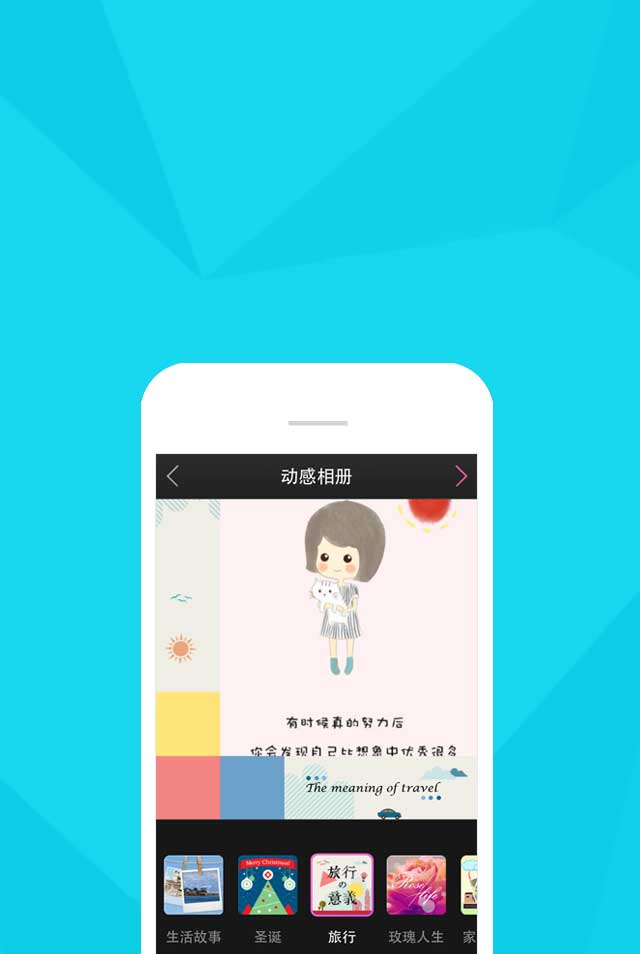 动感相册
有时候真的努力后
你会发现自己比想象中优秀很多
The meaning of travel
Merry Christmas!
旅行
の
意義
Rose
life
生活故事
圣诞
旅行
玫瑰人生
家